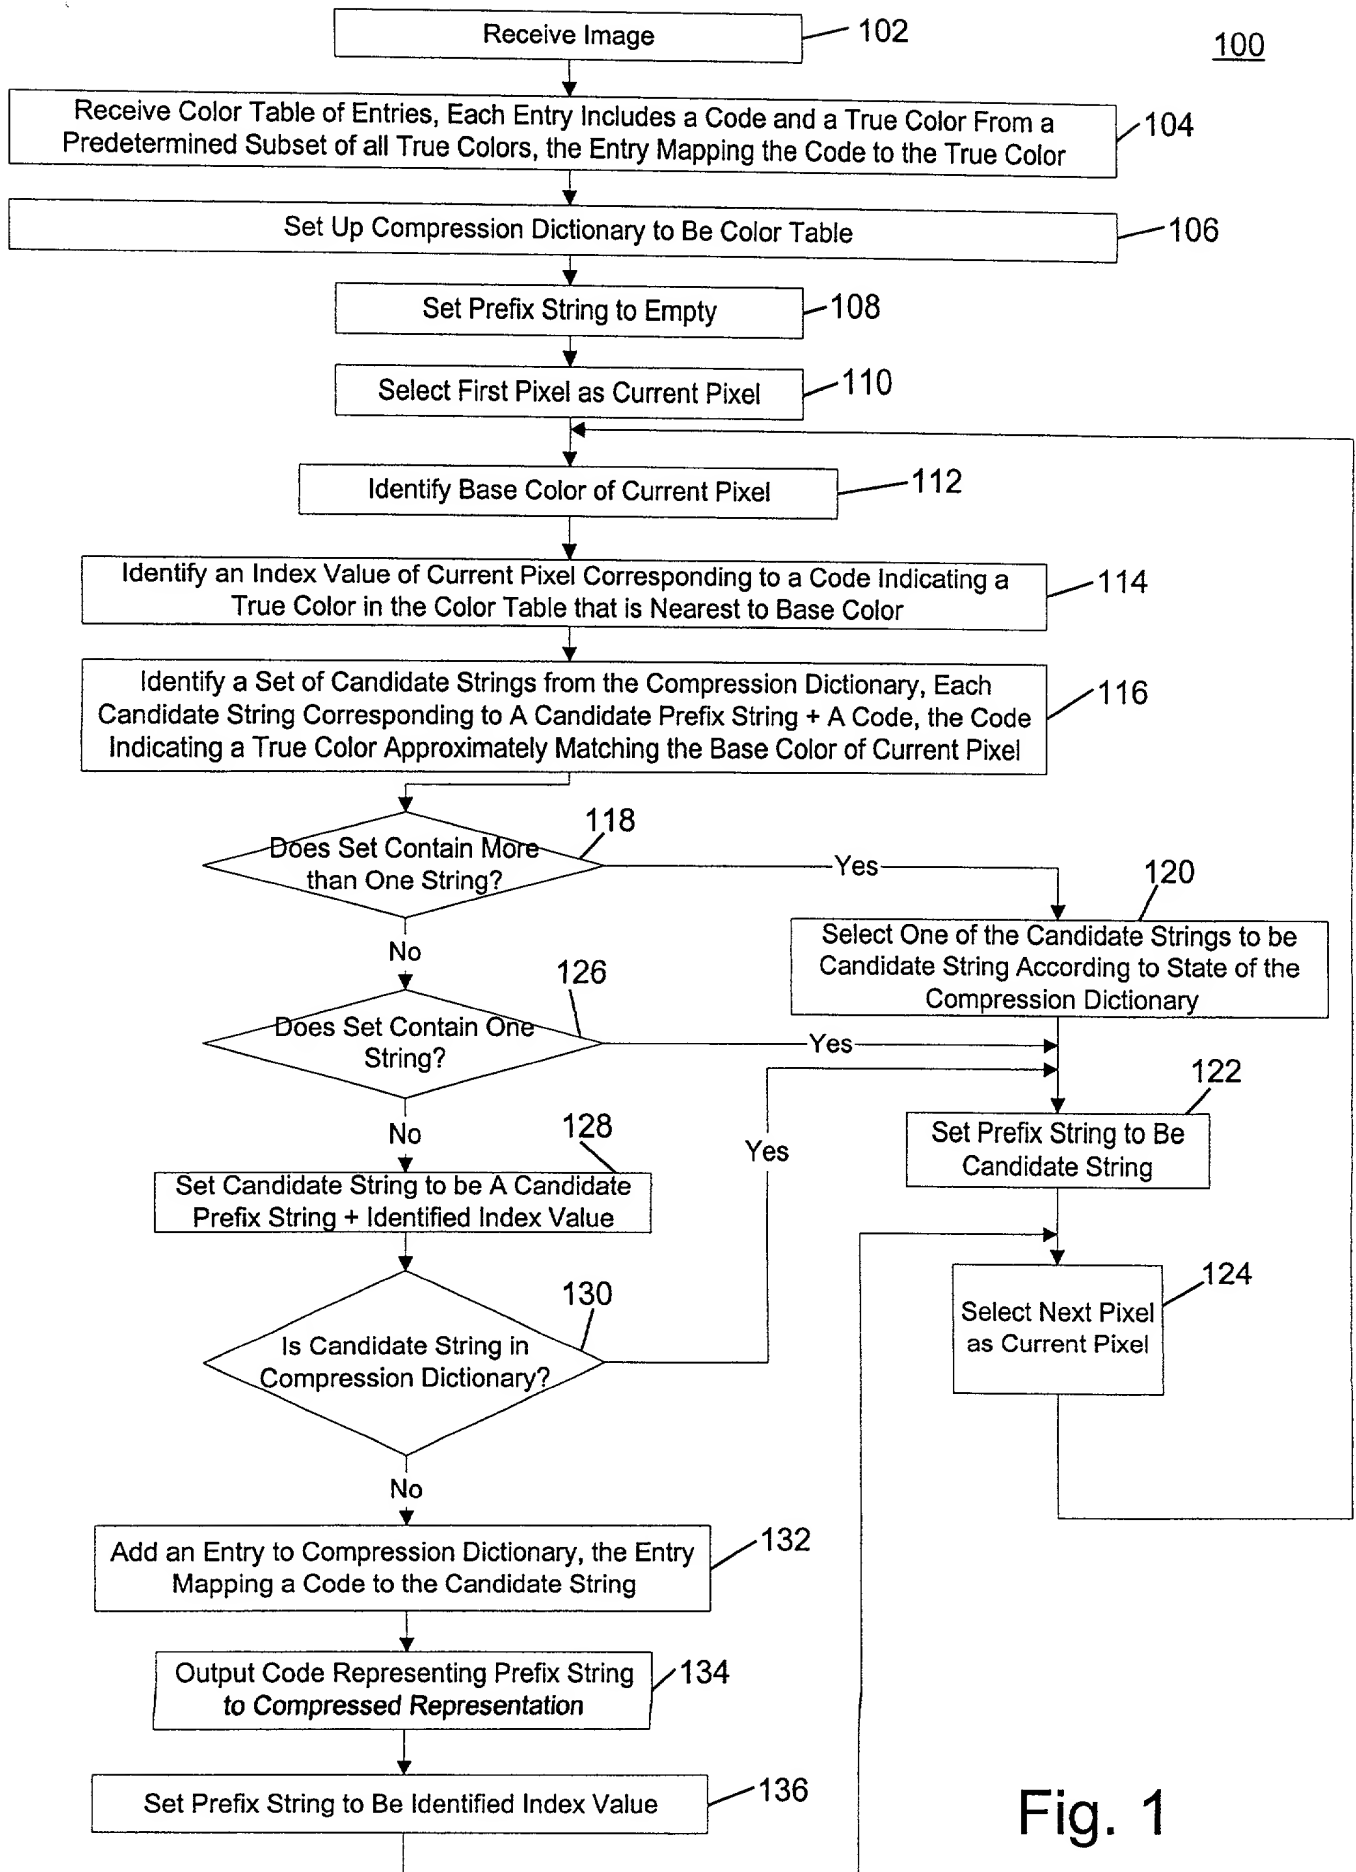 Receive Image
102
100
Receive Color Table of Entries, Each Entry Includes a Code and a True Color From a
Predetermined Subset of all True Colors, the Entry Mapping the Code to the True Color
104
Set Up Compression Dictionary to Be Color Table
106
Set Prefix String to Empty
108
Select First Pixel as Current Pixel
110
Identify Base Color of Current Pixel
112
Identify an Index Value of Current Pixel Corresponding to a Code Indicating a
True Color in the Color Table that is Nearest to Base Color
114
Identify a Set of Candidate Strings from the Compression Dictionary, Each
Candidate String Corresponding to A Candidate Prefix String + A Code, the Code
Indicating a True Color Approximately Matching the Base Color of Current Pixel
116
Does Set Contain More
than One String?
118
Yes
No
120
Select One of the Candidate Strings to be
Candidate String According to State of the
Compression Dictionary
Does Set Contain One
String?
126
Yes
No
122
Set Prefix String to Be
Candidate String
128
Set Candidate String to be A Candidate
Prefix String + Identified Index Value
Yes
124
Select Next Pixel
as Current Pixel
130
Is Candidate String in
Compression Dictionary?
No
Add an Entry to Compression Dictionary, the Entry
Mapping a Code to the Candidate String
132
Output Code Representing Prefix String
to Compressed Representation
134
Set Prefix String to Be Identified Index Value
136
Fig. 1